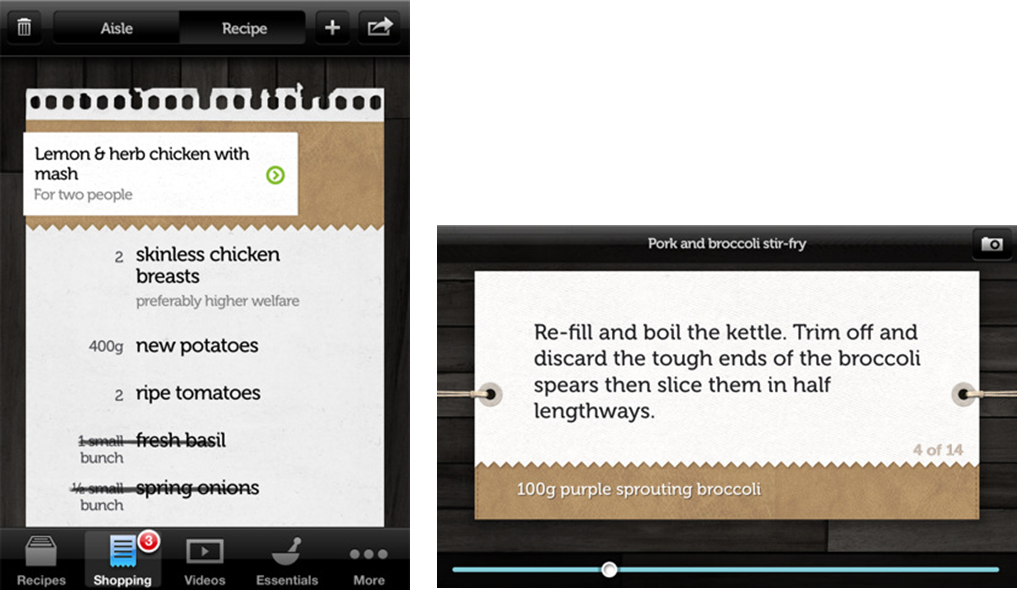 Aisle
Recipe
Lemon & herb chicken with
mash
For two people
2 skinless chicken
breasts
preferably higher welfare
400g new potatoes
2 ripe tomatoes
1 small fresh basil
bunch
½ small spring onions
bunch
3
Recipes
Shopping
Videos
Essentials
More
Pork and broccoli stir-fry
Re-fill and boil the kettle. Trim off and
discard the tough ends of the broccoli
spears then slice them in half
lengthways.
4 of 14
100g purple sprouting broccoli